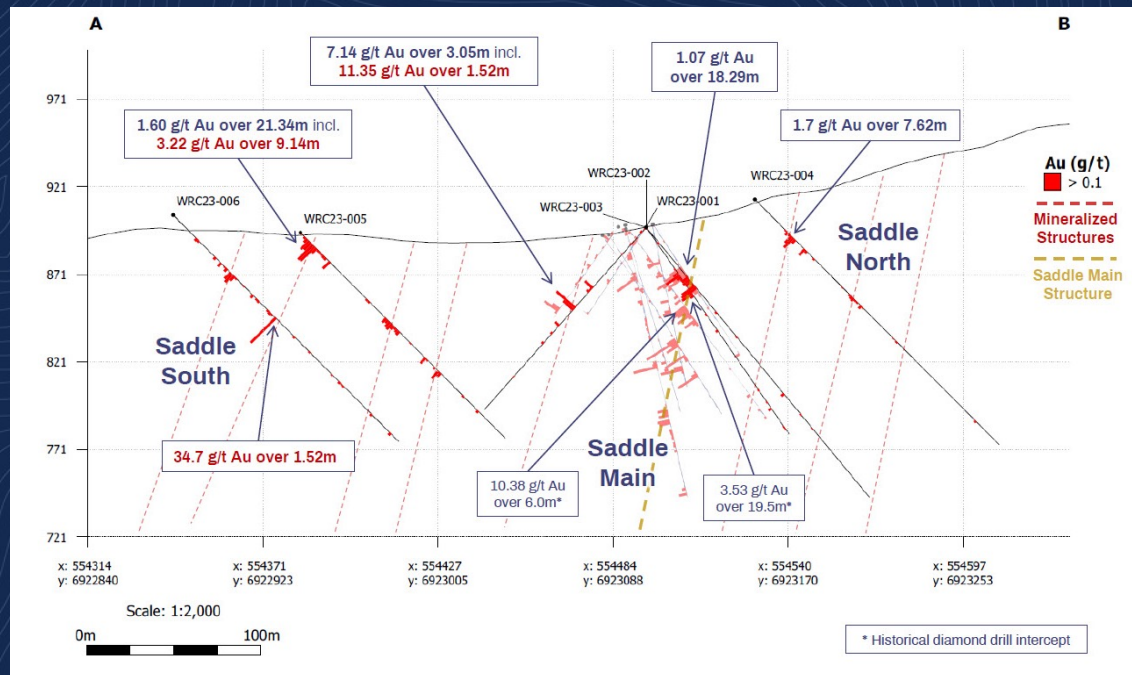 A
B
7.14 g/t Au over 3.05m incl.
11.35 g/t Au over 1.52m
1.07 g/t Au
over 18.29m
1.60 g/t Au over 21.34m incl.
3.22 g/t Au over 9.14m
1.7 g/t Au over 7.62m
971
921
871
821
771
721
WRC23-006
WRC23-005
WRC23-003
WRC23-002
WRC23-001
WRC23-004
Au (g/t)
> 0.1
Mineralized
Structures
Saddle Main
Structure
Saddle
North
Saddle
South
Saddle
Main
34.7 g/t Au over 1.52m
10.38 g/t Au
over 6.0m*
3.53 g/t Au
over 19.5m*
x: 554314
y: 6922840
x: 554371
y: 6922923
x: 554427
y: 6923005
x: 554484
y: 6923088
x: 554540
y: 6923170
x: 554597
y: 6923253
Scale: 1:2,000
0m
100m
* Historical diamond drill intercept